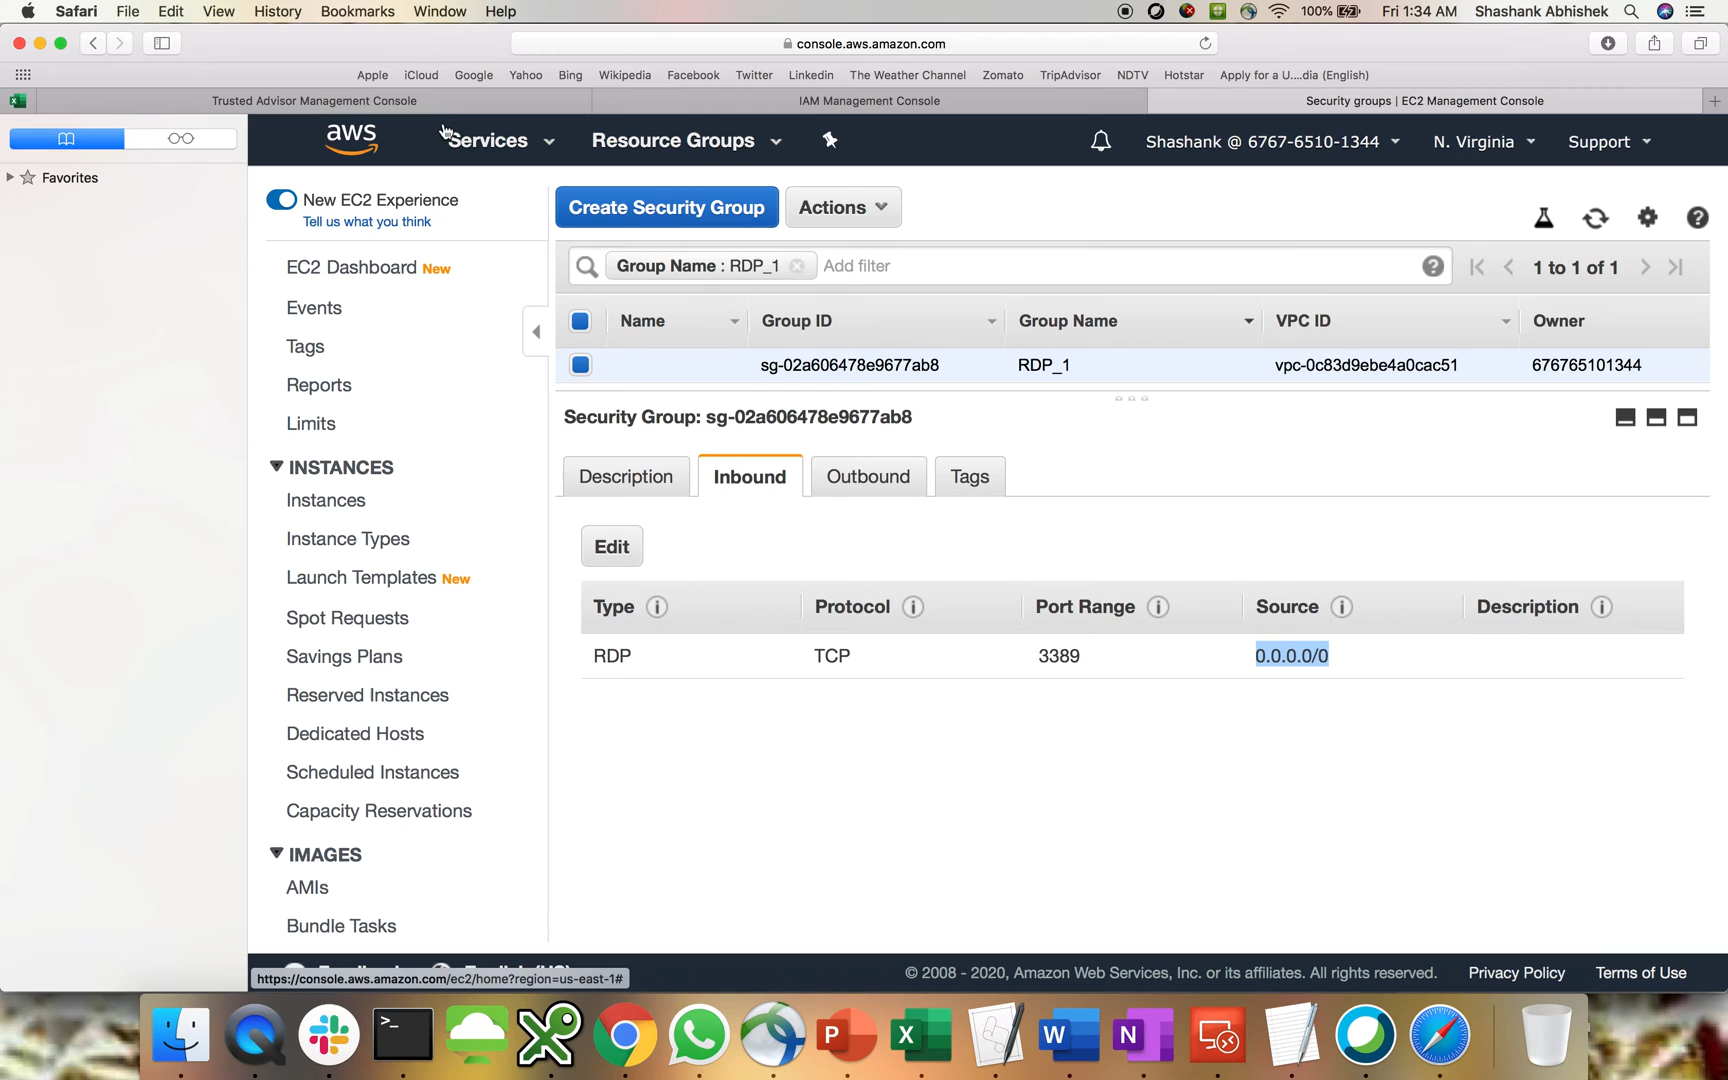 Safari File Edit View History Bookmarks Window Help 100% Fri 1:34 AM Shashank Abhishek
console.aws.amazon.com
Apple iCloud Google Yahoo Bing Wikipedia Facebook Twitter Linkedin The Weather Channel Zomato TripAdvisor NDTV Hotstar Apply for a U....dia (English)
Trusted Advisor Management Console IAM Management Console Security groups | EC2 Management Console
aws Services Resource Groups Shashank @ 6767-6510-1344 N. Virginia Support
Favorites
New EC2 Experience
Tell us what you think
Create Security Group Actions
Group Name : RDP_1 Add filter 1 to 1 of 1
EC2 Dashboard New
Events
Tags
Reports
Limits
INSTANCES
Instances
Instance Types
Launch Templates New
Spot Requests
Savings Plans
Reserved Instances
Dedicated Hosts
Scheduled Instances
Capacity Reservations
IMAGES
AMIs
Bundle Tasks
Name Group ID Group Name VPC ID Owner
sg-02a606478e9677ab8 RDP_1 vpc-0c83d9ebe4a0cac51 676765101344
Security Group: sg-02a606478e9677ab8
Description Inbound Outbound Tags
Edit
Type Protocol Port Range Source Description
RDP TCP 3389 0.0.0.0/0
https://console.aws.amazon.com/ec2/home?region=us-east-1#
© 2008 - 2020, Amazon Web Services, Inc. or its affiliates. All rights reserved. Privacy Policy Terms of Use